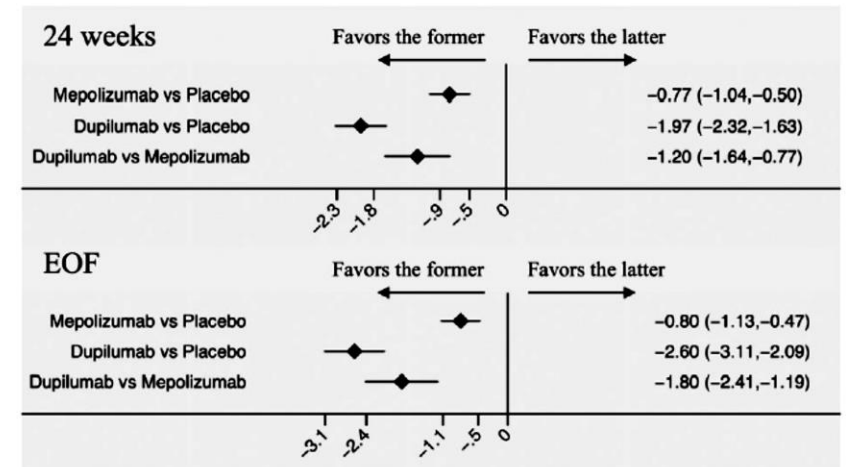 24 weeks
Favors the former Favors the latter
Mepolizumab vs Placebo −0.77 (−1.04,−0.50)
Dupilumab vs Placebo −1.97 (−2.32,−1.63)
Dupilumab vs Mepolizumab −1.20 (−1.64,−0.77)
−2.3 −1.8 −.9 −.5 0
EOF
Favors the former Favors the latter
Mepolizumab vs Placebo −0.80 (−1.13,−0.47)
Dupilumab vs Placebo −2.60 (−3.11,−2.09)
Dupilumab vs Mepolizumab −1.80 (−2.41,−1.19)
−3.1 −2.4 −1.1 −.5 0